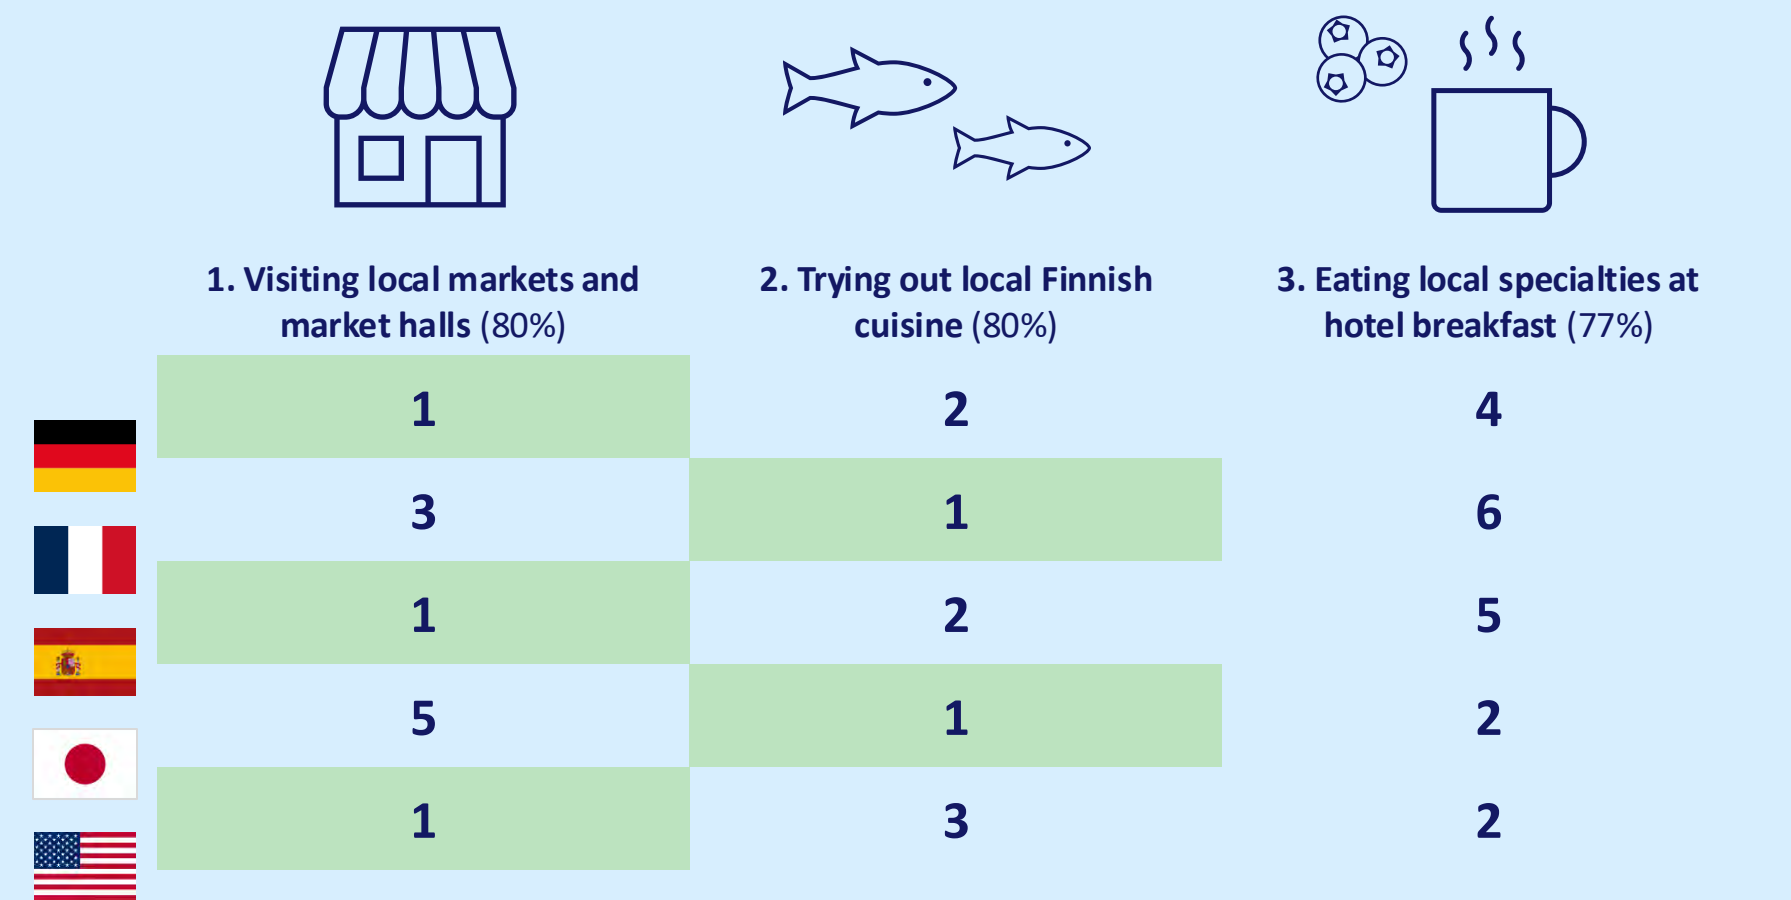 1. Visiting local markets and
market halls (80%)
2. Trying out local Finnish
cuisine (80%)
3. Eating local specialties at
hotel breakfast (77%)
1 2 4
3 1 6
1 2 5
5 1 2
1 3 2